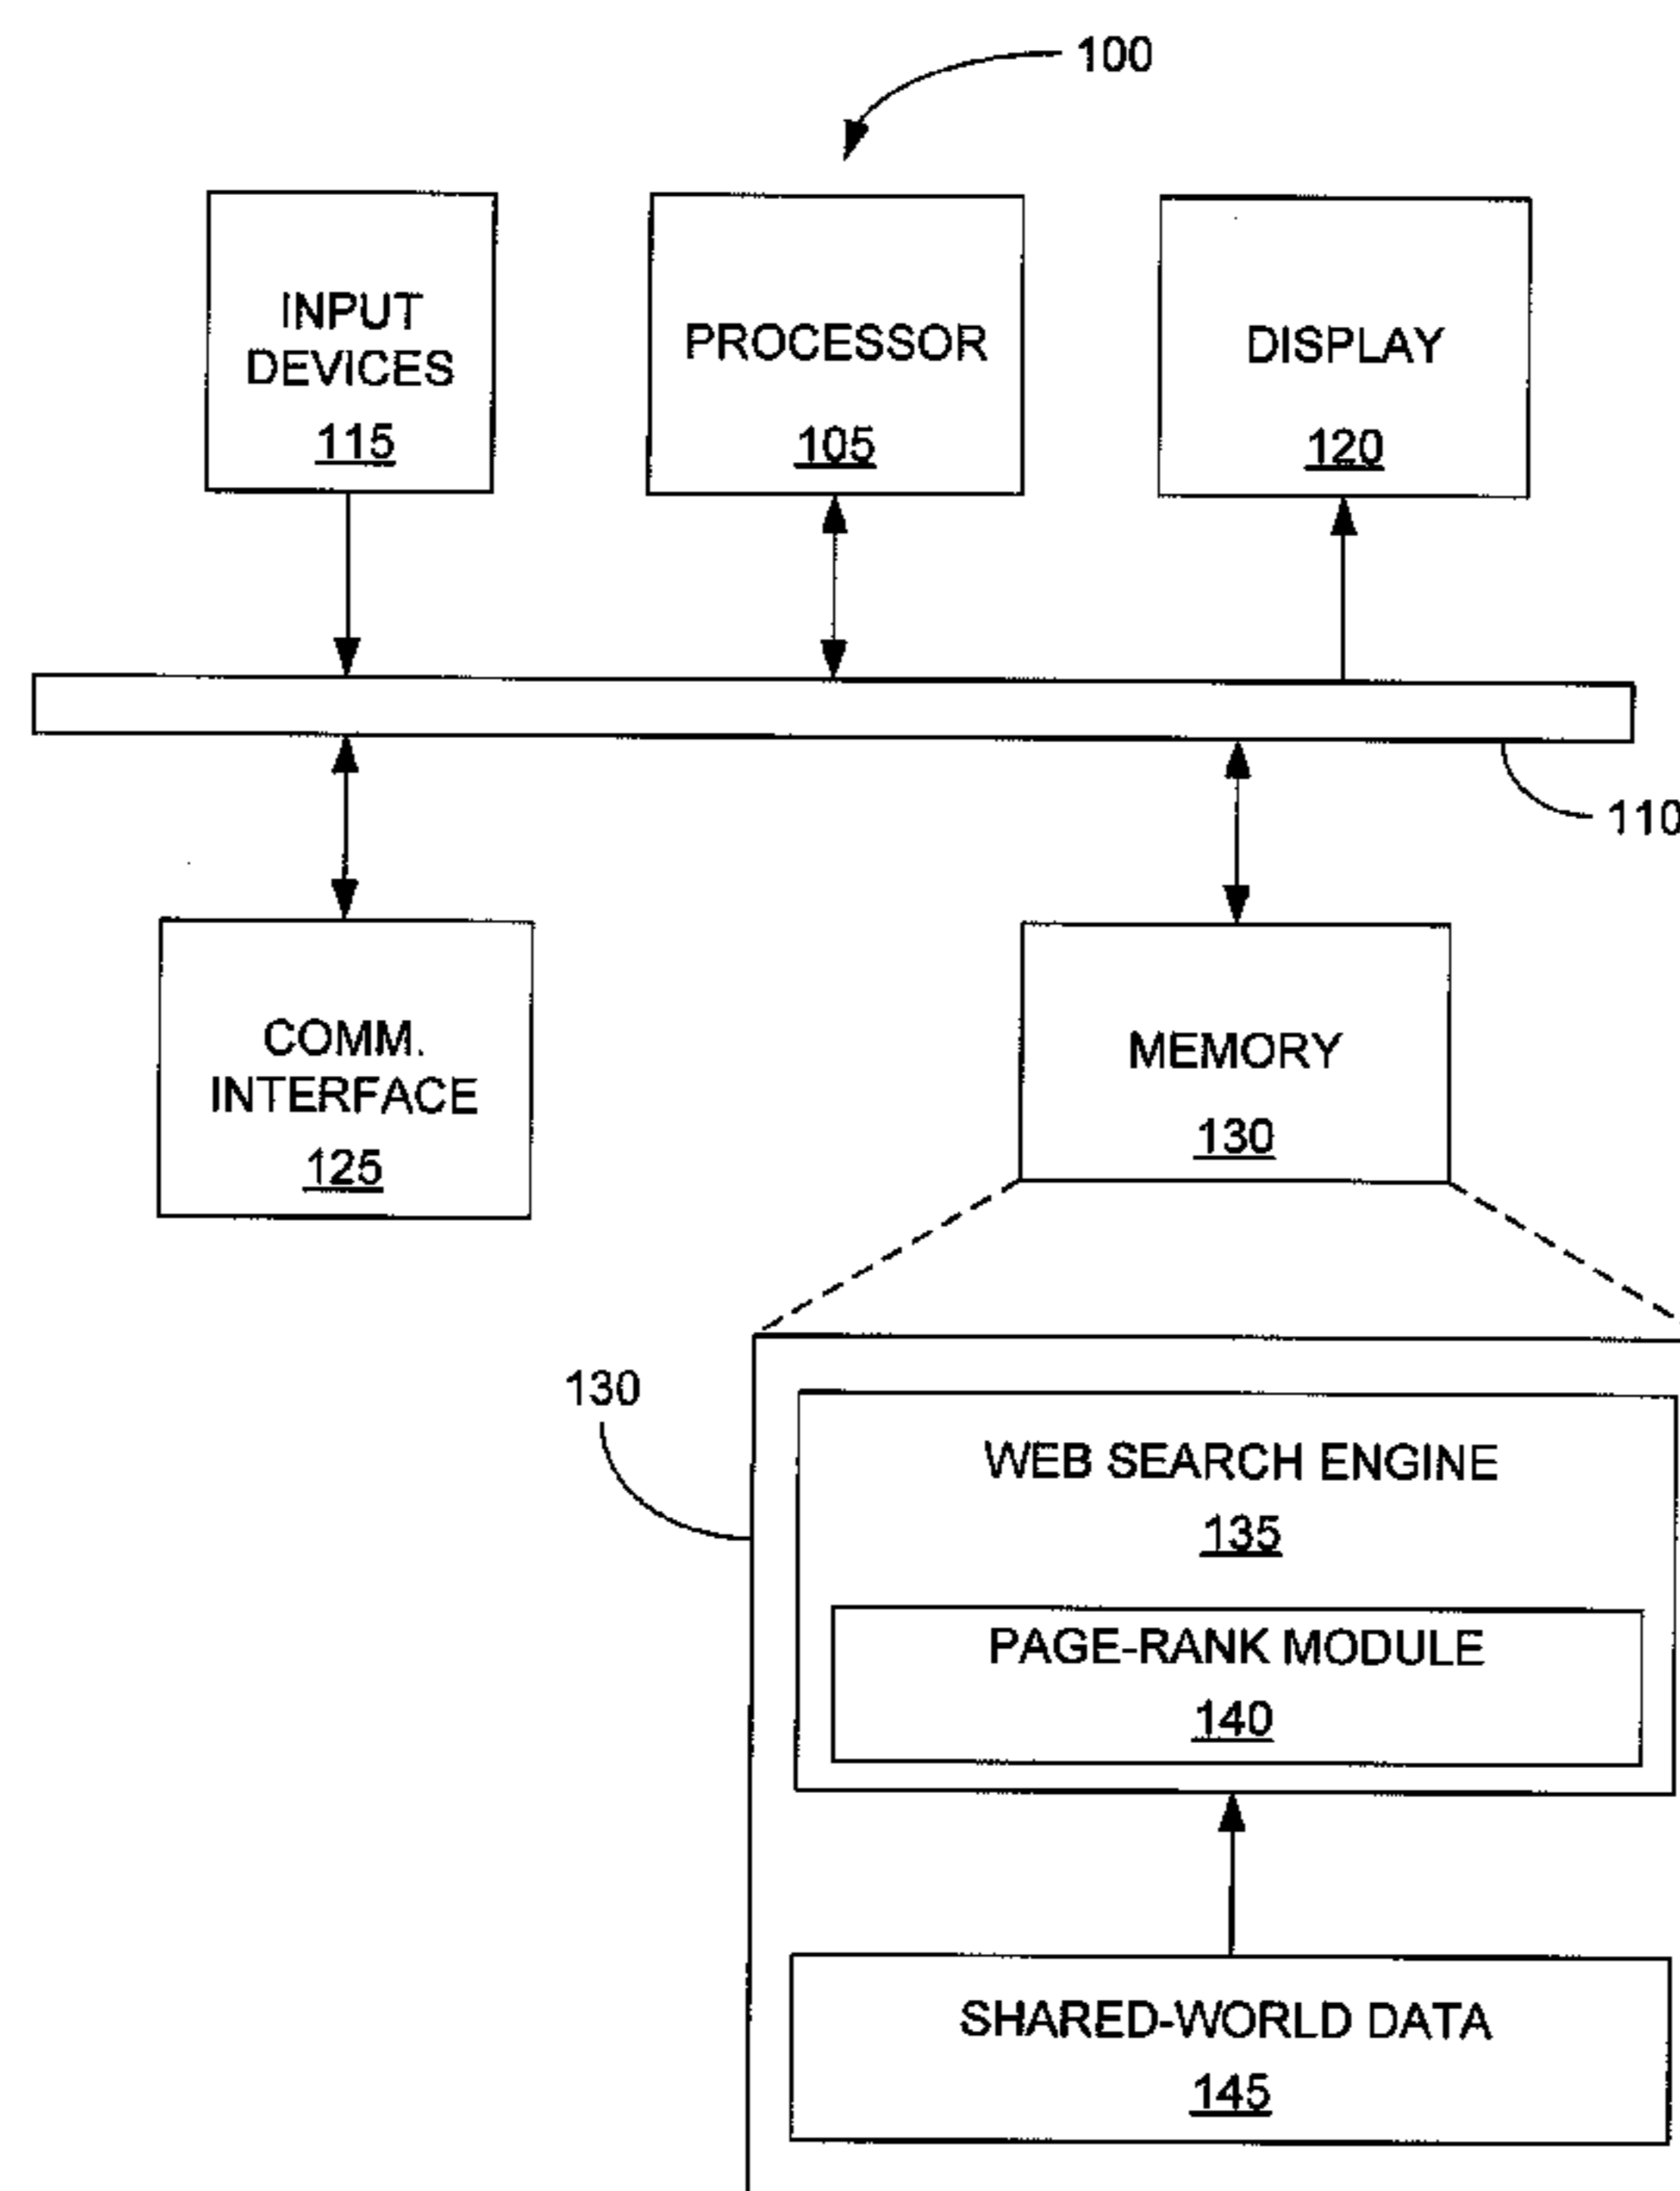 100
INPUT
DEVICES
115
PROCESSOR
105
DISPLAY
120
110
COMM.
INTERFACE
125
MEMORY
130
130
WEB SEARCH ENGINE
135
PAGE-RANK MODULE
140
SHARED-WORLD DATA
145